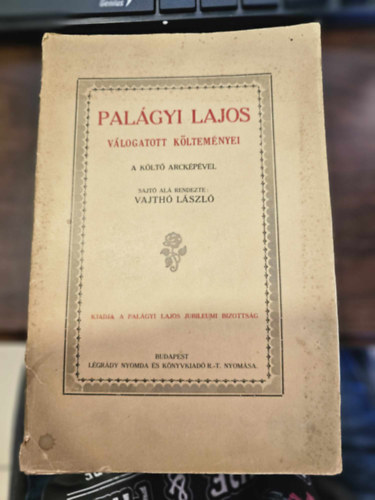 Genius
PALÁGYI LAJOS
VÁLOGATOTT KÖLTEMÉNYEI
A KÖLTŐ ARCKÉPÉVEL
SAJTÓ ALÁ RENDEZTE:
VAJTHÓ LÁSZLÓ
KIADJA A PALÁGYI LAJOS JUBILEUMI BIZOTTSÁG
BUDAPEST
LÉGRÁDY NYOMDA ÉS KÖNYVKIADÓ R.-T. NYOMÁSA.